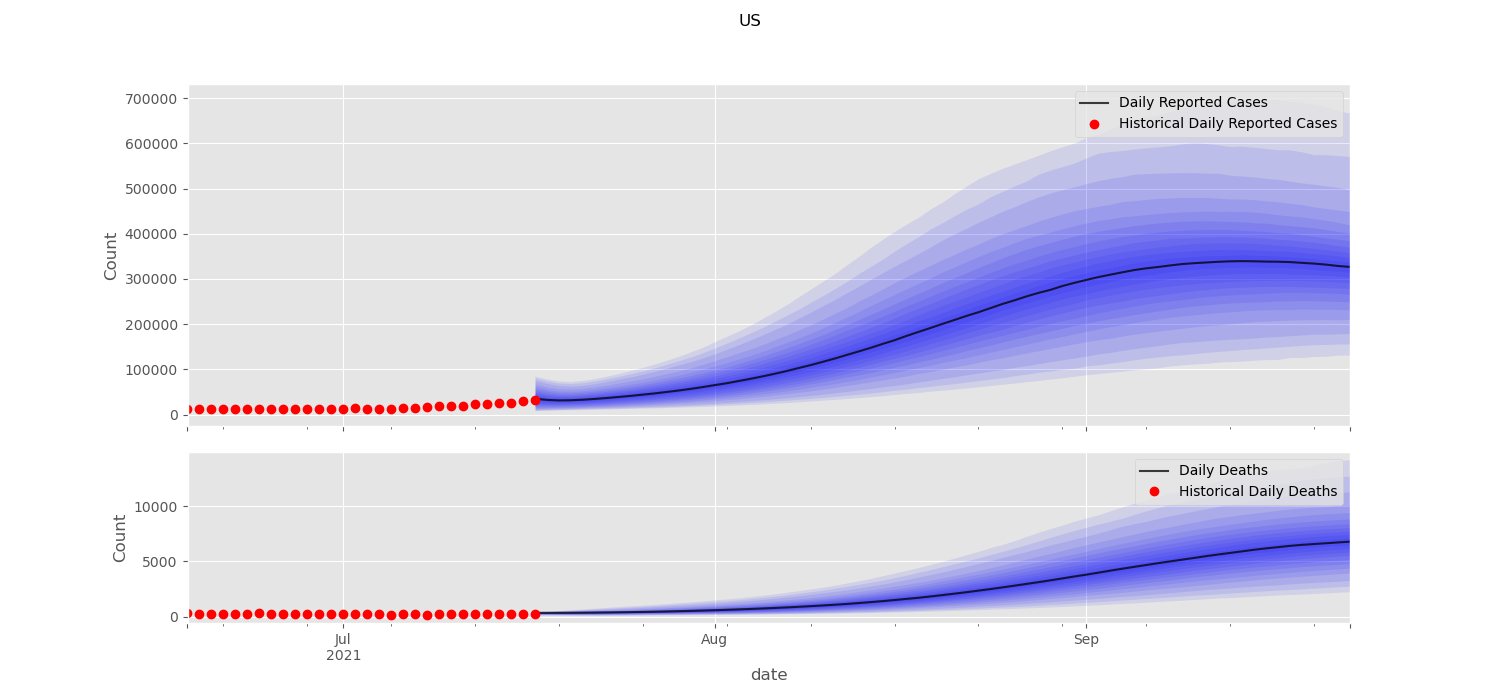 US
700000
600000
500000
400000
300000
200000
100000
0
Count
Daily Reported Cases
Historical Daily Reported Cases
10000
5000
0
Count
Daily Deaths
Historical Daily Deaths
Jul
2021
Aug
Sep
date